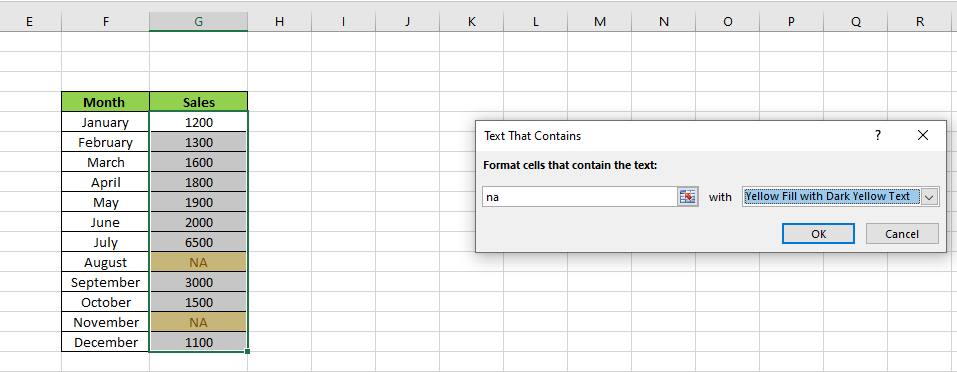 E F G H I J K L M N O P Q R
Month Sales
January 1200
February 1300
March 1600
April 1800
May 1900
June 2000
July 6500
August NA
September 3000
October 1500
November NA
December 1100
Text That Contains ?
Format cells that contain the text:
na with Yellow Fill with Dark Yellow Text
OK Cancel